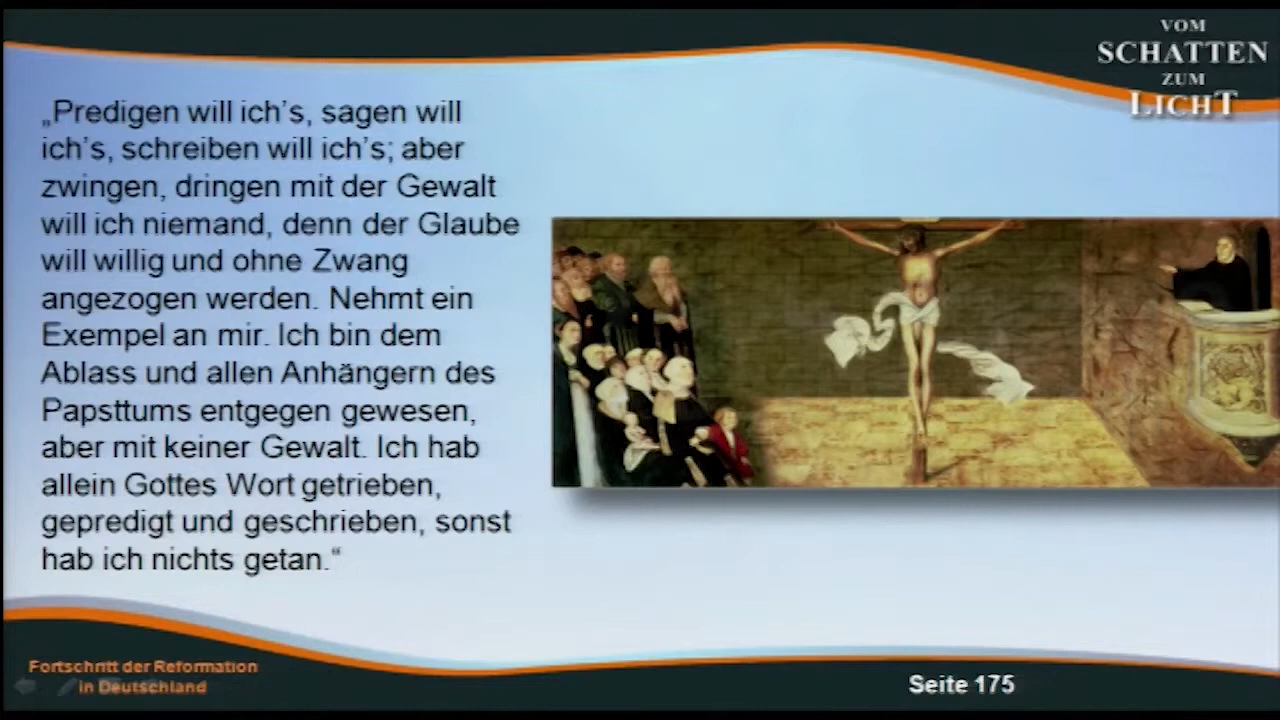 VOM
SCHATTEN
ZUM
LICHT
„Predigen will ich’s, sagen will
ich’s, schreiben will ich’s; aber
zwingen, dringen mit der Gewalt
will ich niemand, denn der Glaube
will willig und ohne Zwang
angezogen werden. Nehmt ein
Exempel an mir. Ich bin dem
Ablass und allen Anhängern des
Papsttums entgegen gewesen,
aber mit keiner Gewalt. Ich hab
allein Gottes Wort getrieben,
gepredigt und geschrieben, sonst
hab ich nichts getan.“
Fortschritt der Reformation
in Deutschland
Seite 175